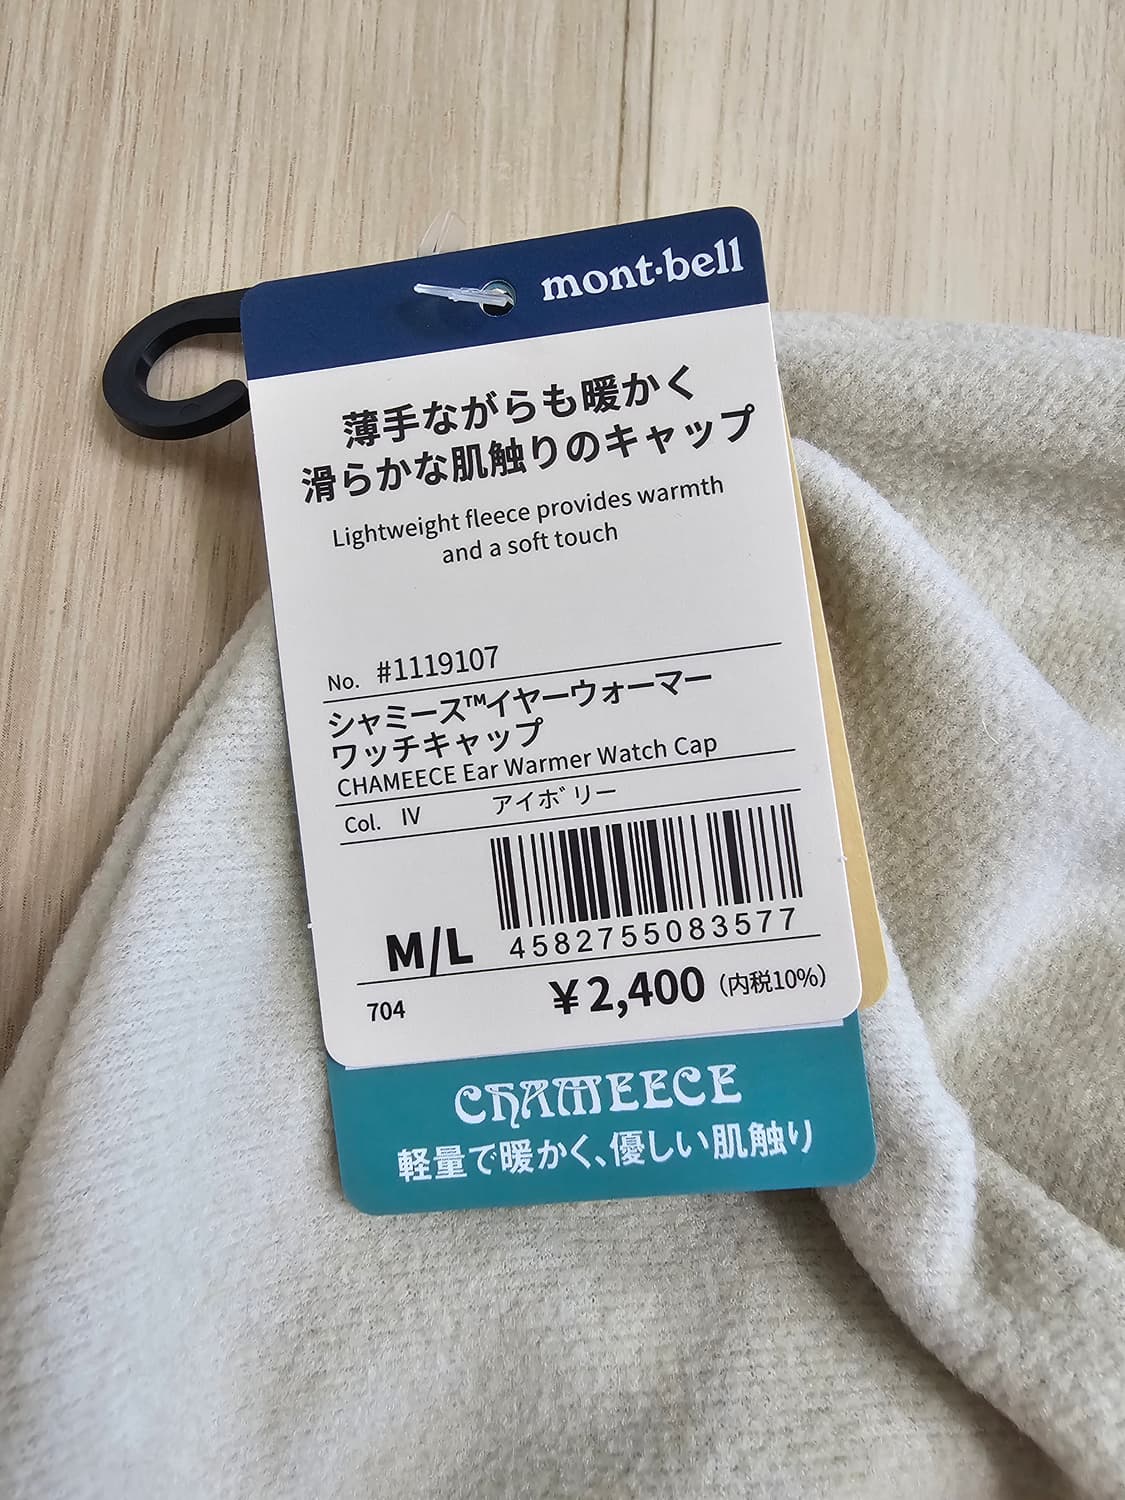 mont·bell
薄手ながらも暖かく
滑らかな肌触りのキャップ
Lightweight fleece provides warmth
and a soft touch
No. #1119107
シャミース™イヤーウォーマー
ワッチキャップ
CHAMEECE Ear Warmer Watch Cap
Col. IV アイボリー
M/L
4582755083577
704 ¥2,400 (内税10%)
CHAMEECE
軽量で暖かく、優しい肌触り